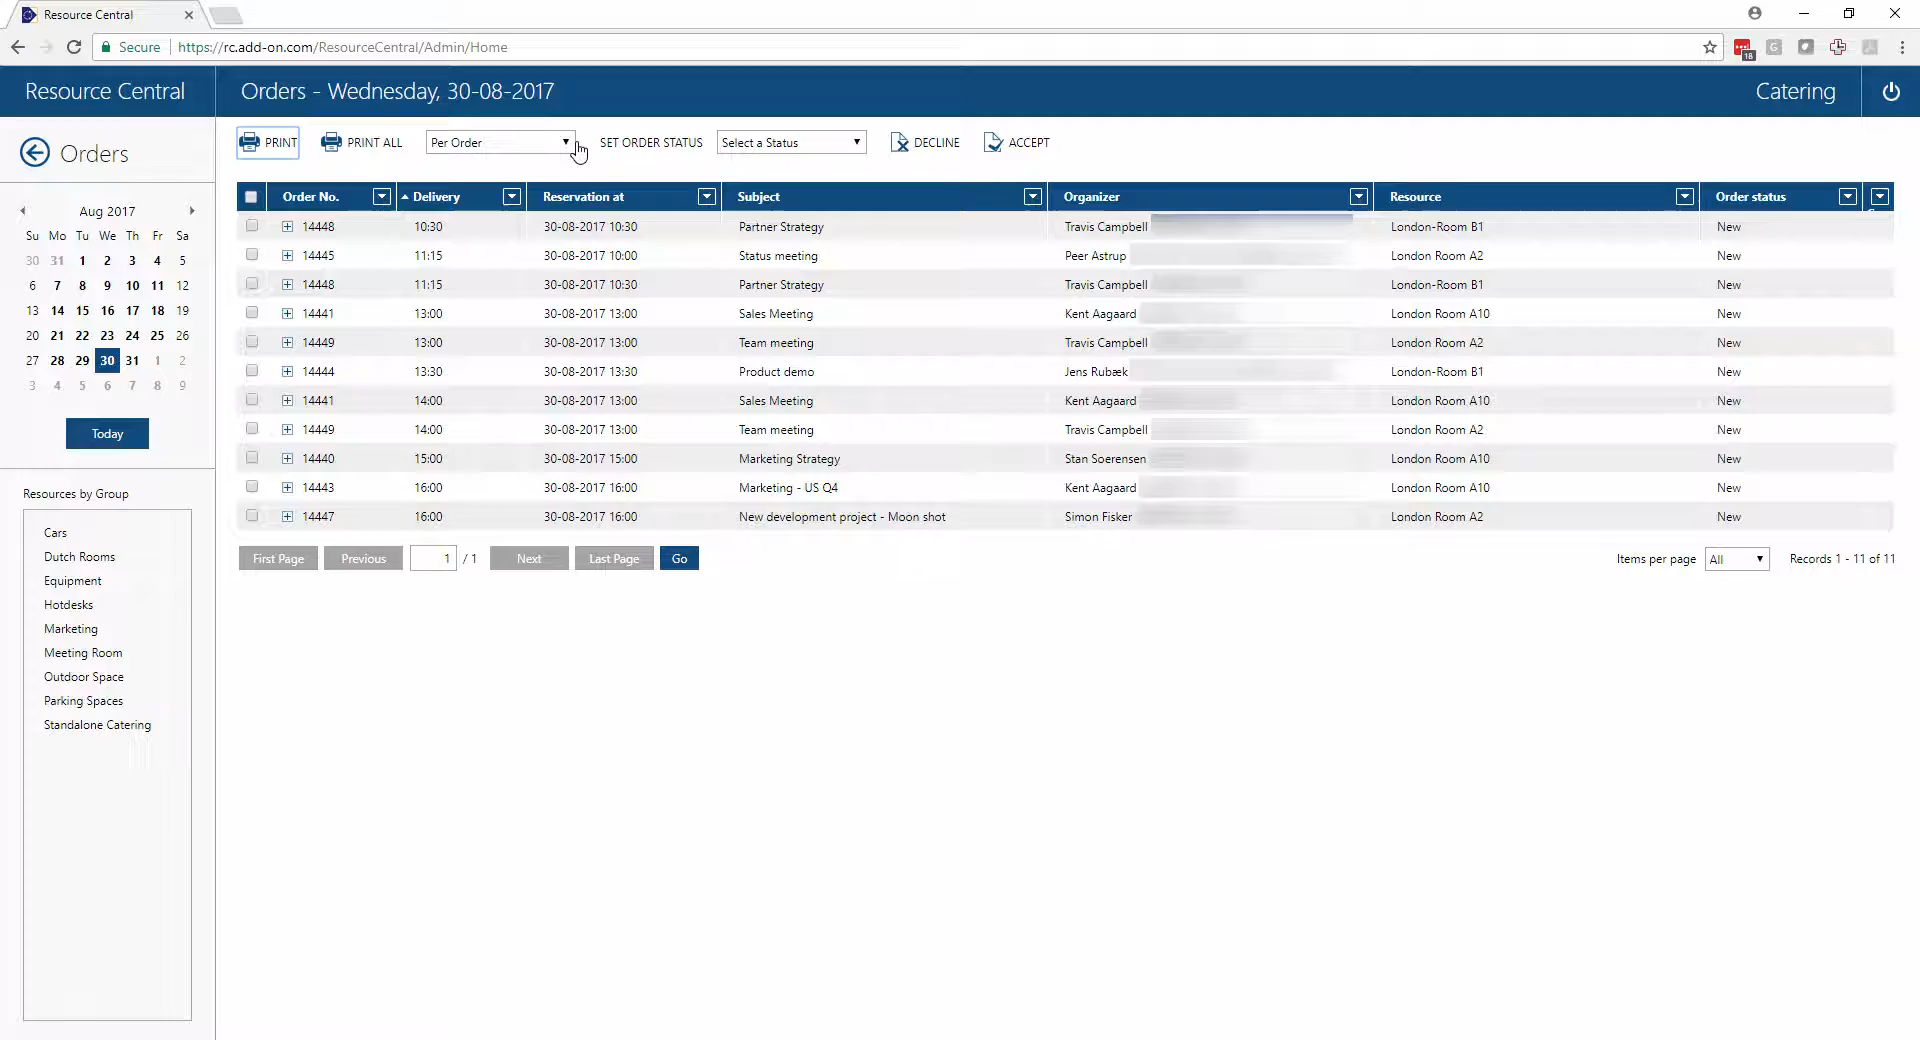 Resource Central
Secure https://rc.add-on.com/ResourceCentral/Admin/Home
18
Resource Central
Orders - Wednesday, 30-08-2017
Catering
Orders
PRINT PRINT ALL Per Order SET ORDER STATUS Select a Status DECLINE ACCEPT
Aug 2017
Su Mo Tu We Th Fr Sa
30 31 1 2 3 4 5
6 7 8 9 10 11 12
13 14 15 16 17 18 19
20 21 22 23 24 25 26
27 28 29 30 31 1 2
3 4 5 6 7 8 9
Today
Resources by Group
Cars
Dutch Rooms
Equipment
Hotdesks
Marketing
Meeting Room
Outdoor Space
Parking Spaces
Standalone Catering
Order No. Delivery Reservation at Subject Organizer Resource Order status
14448 10:30 30-08-2017 10:30 Partner Strategy Travis Campbell London-Room B1 New
14445 11:15 30-08-2017 10:00 Status meeting Peer Astrup London Room A2 New
14448 11:15 30-08-2017 10:30 Partner Strategy Travis Campbell London-Room B1 New
14441 13:00 30-08-2017 13:00 Sales Meeting Kent Aagaard London Room A10 New
14449 13:00 30-08-2017 13:00 Team meeting Travis Campbell London Room A2 New
14444 13:30 30-08-2017 13:30 Product demo Jens Rubæk London-Room B1 New
14441 14:00 30-08-2017 13:00 Sales Meeting Kent Aagaard London Room A10 New
14449 14:00 30-08-2017 13:00 Team meeting Travis Campbell London Room A2 New
14440 15:00 30-08-2017 15:00 Marketing Strategy Stan Soerensen London Room A10 New
14443 16:00 30-08-2017 16:00 Marketing - US Q4 Kent Aagaard London Room A10 New
14447 16:00 30-08-2017 16:00 New development project - Moon shot Simon Fisker London Room A2 New
First Page Previous 1 / 1 Next Last Page Go
Items per page All Records 1 - 11 of 11